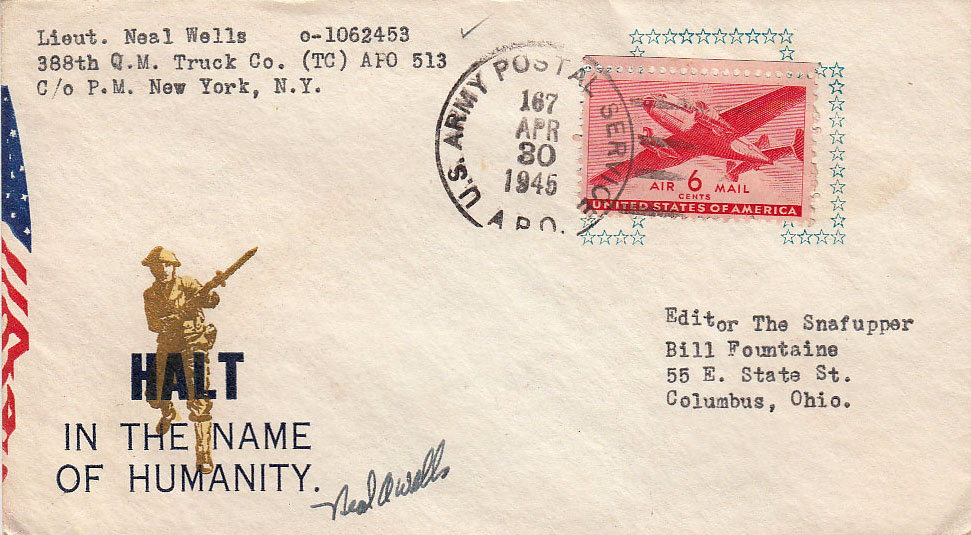 Lieut. Neal Wells o-1062453
388th Q.M. Truck Co. (TC) APO 513
C/o P.M. New York, N.Y.
U.S. ARMY POSTAL SERVICE
167
APR
30
1945
A.P.O.
AIR 6 MAIL
CENTS
UNITED STATES OF AMERICA
Editor The Snafupper
Bill Fountaine
55 E. State St.
Columbus, Ohio.
HALT
IN THE NAME
OF HUMANITY.
Neal A Wells